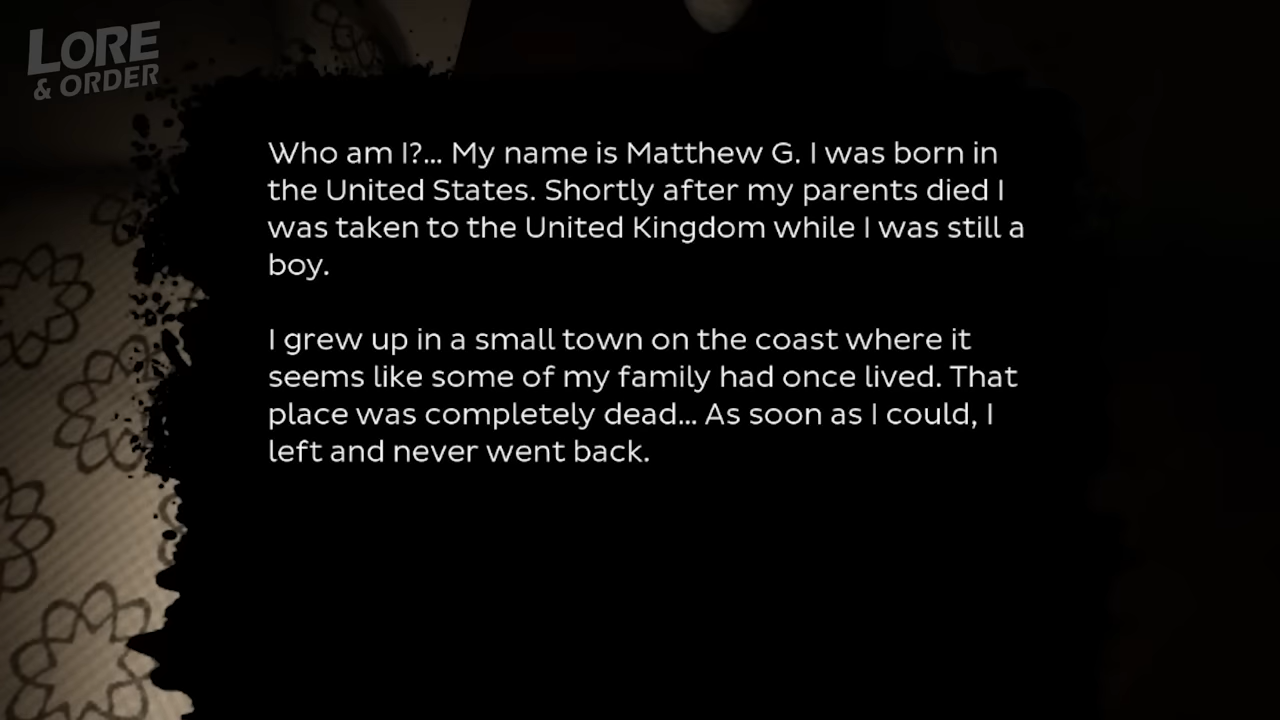 LORE
& ORDER
Who am I?... My name is Matthew G. I was born in
the United States. Shortly after my parents died I
was taken to the United Kingdom while I was still a
boy.
I grew up in a small town on the coast where it
seems like some of my family had once lived. That
place was completely dead... As soon as I could, I
left and never went back.